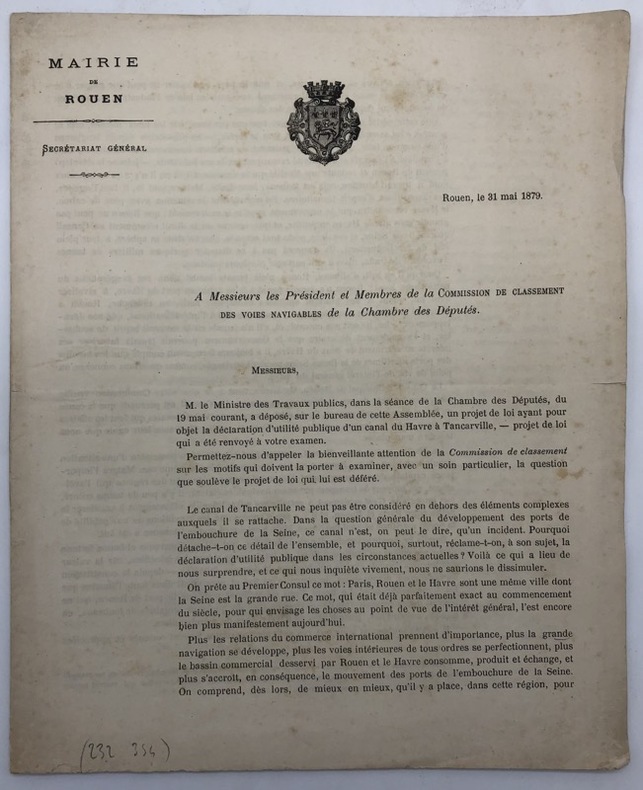 MAIRIE
DE
ROUEN
SECRÉTARIAT GÉNÉRAL
Rouen, le 31 mai 1879.
A Messieurs les Président et Membres de la COMMISSION DE CLASSEMENT
DES VOIES NAVIGABLES de la Chambre des Députés.
MESSIEURS,
M. le Ministre des Travaux publics, dans la séance de la Chambre des Députés, du
19 mai courant, a déposé, sur le bureau de cette Assemblée, un projet de loi ayant pour
objet la déclaration d'utilité publique d'un canal du Havre à Tancarville, — projet de loi
qui a été renvoyé à votre examen.
Permettez-nous d'appeler la bienveillante attention de la Commission de classement
sur les motifs qui doivent la porter à examiner, avec un soin particulier, la question
que soulève le projet de loi qui lui est déféré.
Le canal de Tancarville ne peut pas être considéré en dehors des éléments complexes
auxquels il se rattache. Dans la question générale du développement des ports de
l'embouchure de la Seine, ce canal n'est, on peut le dire, qu'un incident. Pourquoi
détache-t-on ce détail de l'ensemble, et pourquoi, surtout, réclame-t-on, à son sujet, la
déclaration d'utilité publique dans les circonstances actuelles? Voilà ce qui a lieu de
nous surprendre, et ce qui nous inquiète vivement, nous ne saurions le dissimuler.
On prête au Premier Consul ce mot : Paris, Rouen et le Havre sont une même ville dont
la Seine est la grande rue. Ce mot, qui était déjà parfaitement exact au commencement
du siècle, pour qui envisage les choses au point de vue de l'intérêt général, l'est encore
bien plus manifestement aujourd'hui.
Plus les relations du commerce international prennent d'importance, plus la grande
navigation se développe, plus les voies intérieures de tous ordres se perfectionnent, plus
le bassin commercial desservi par Rouen et le Havre consomme, produit et échange, et
plus s'accroît, en conséquence, le mouvement des ports de l'embouchure de la Seine.
On comprend, dès lors, de mieux en mieux, qu'il y a place, dans cette région, pour
(232 354)